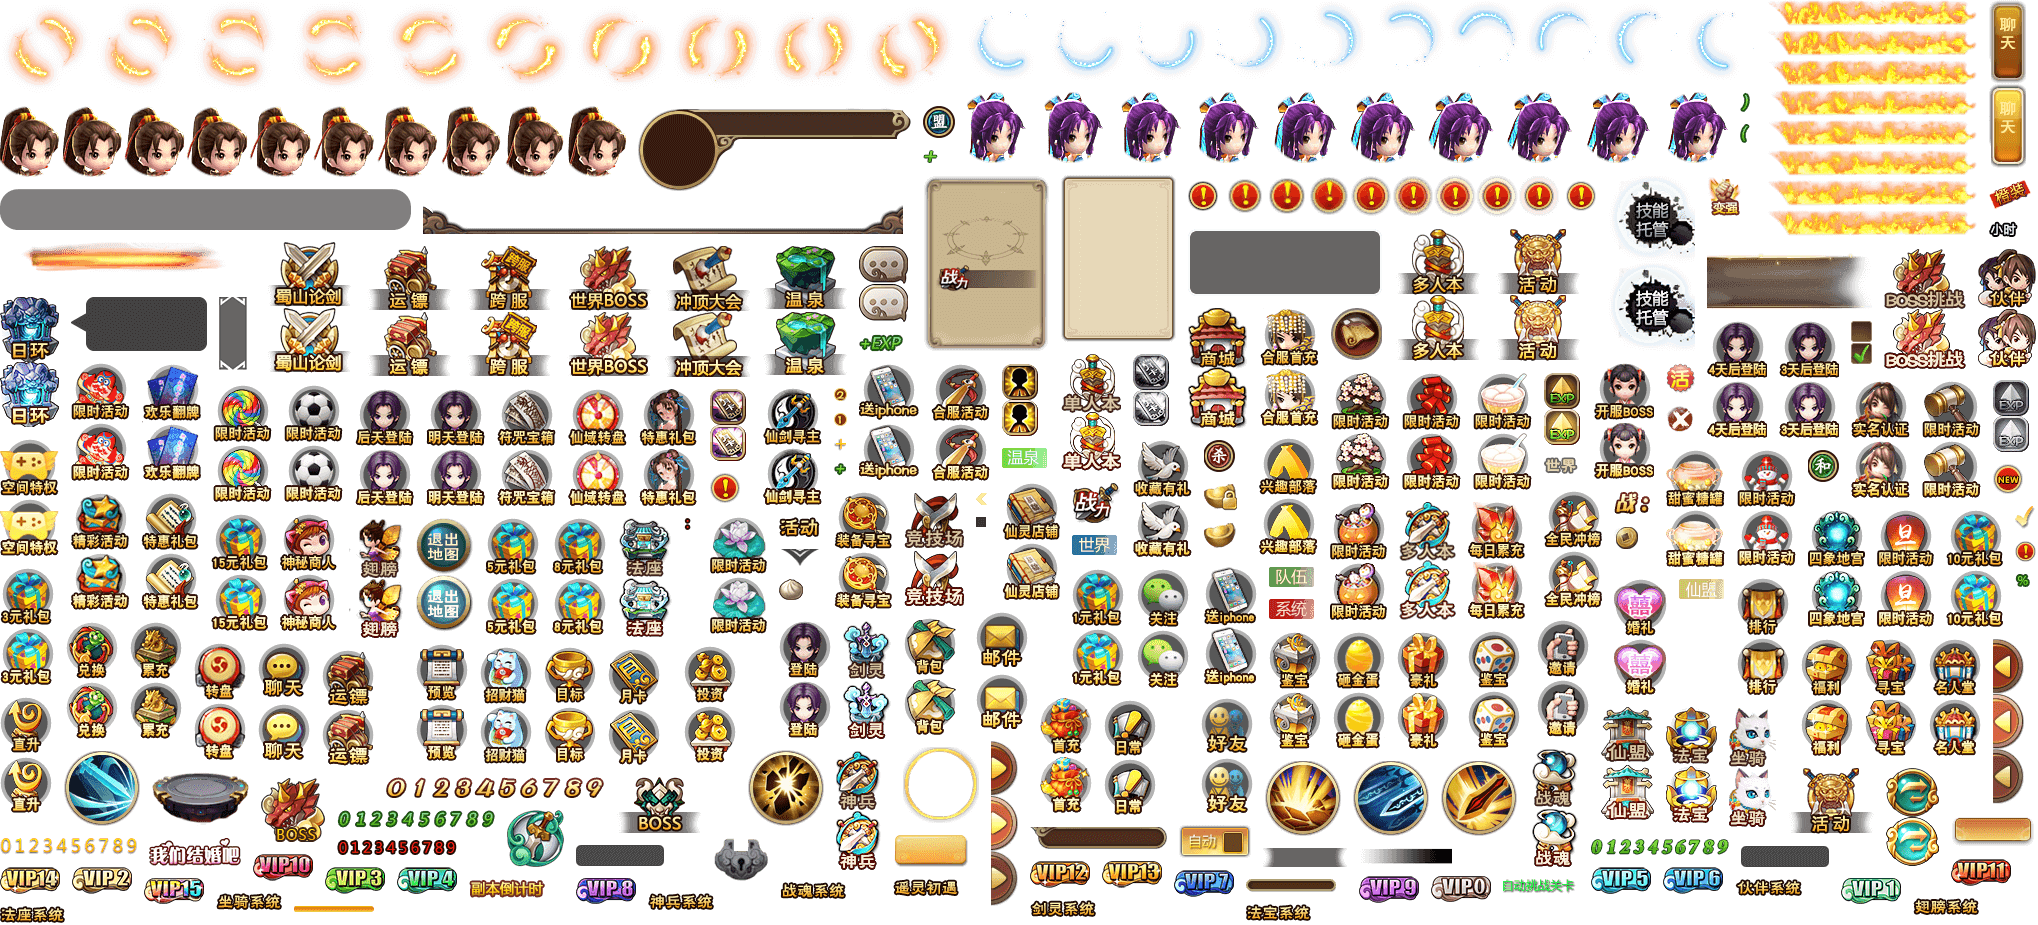 聊天
盟
聊天
+
技能
托管
变强
橙装
小时
战力
蜀山论剑
运镖
跨服
世界BOSS
冲顶大会
温泉
多人本
活动
技能
托管
BOSS挑战
伙伴
日环
蜀山论剑
运镖
跨服
世界BOSS
冲顶大会
温泉
+EXP
商城
合服首充
多人本
活动
4天后登陆
3天后登陆
BOSS挑战
伙伴
日环
限时活动
欢乐翻牌
限时活动
限时活动
后天登陆
明天登陆
符咒宝箱
仙域转盘
特惠礼包
仙剑寻主
送iphone
合服活动
单人本
商城
合服首充
限时活动
限时活动
限时活动
EXP
开服BOSS
活
4天后登陆
3天后登陆
实名认证
限时活动
EXP
空间特权
限时活动
欢乐翻牌
限时活动
限时活动
后天登陆
明天登陆
符咒宝箱
仙域转盘
特惠礼包
仙剑寻主
送iphone
合服活动
温泉
单人本
收藏有礼
杀
兴趣部落
限时活动
限时活动
限时活动
EXP
世界
开服BOSS
甜蜜糖罐
限时活动
和
实名认证
限时活动
EXP
NEW
空间特权
精彩活动
特惠礼包
15元礼包
神秘商人
翅膀
退出
地图
5元礼包
8元礼包
法座
限时活动
活动
装备寻宝
竞技场
仙灵店铺
战力
世界
收藏有礼
兴趣部落
限时活动
多人本
每日累充
全民冲榜
战:
甜蜜糖罐
限时活动
四象地宫
限时活动
10元礼包
3元礼包
精彩活动
特惠礼包
15元礼包
神秘商人
翅膀
退出
地图
5元礼包
8元礼包
法座
限时活动
装备寻宝
竞技场
仙灵店铺
1元礼包
关注
送iphone
队伍
系统
限时活动
多人本
每日累充
全民冲榜
婚礼
仙盟
排行
四象地宫
限时活动
10元礼包
%
3元礼包
兑换
累充
转盘
聊天
运镖
预览
招财猫
目标
月卡
投资
登陆
剑灵
背包
邮件
1元礼包
关注
送iphone
鉴宝
砸金蛋
豪礼
鉴宝
邀请
婚礼
排行
福利
寻宝
名人堂
直升
兑换
累充
转盘
聊天
运镖
预览
招财猫
目标
月卡
投资
登陆
剑灵
背包
邮件
首充
日常
好友
鉴宝
砸金蛋
豪礼
鉴宝
邀请
仙盟
法宝
坐骑
福利
寻宝
名人堂
直升
BOSS
0123456789
0123456789
0123456789
BOSS
神兵
首充
日常
好友
战魂
仙盟
法宝
坐骑
活动
0123456789
我们结婚吧
神兵
自动
战魂
0123456789
VIP14
VIP2
VIP15
VIP10
VIP3
VIP4
副本倒计时
VIP8
战魂系统
遥灵初遇
VIP12
VIP13
VIP7
VIP9
VIP0
自动挑战关卡
VIP5
VIP6
伙伴系统
VIP1
VIP11
法座系统
坐骑系统
神兵系统
剑灵系统
法宝系统
翅膀系统